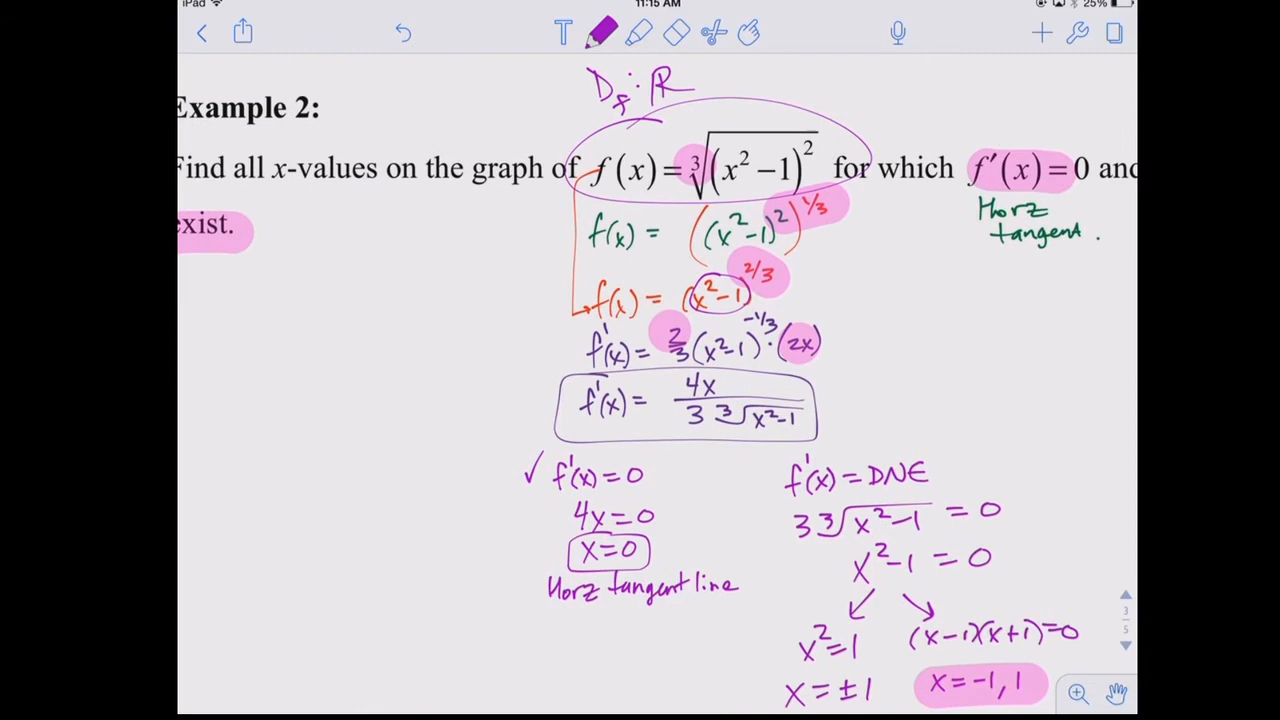 iPad
11:15 AM
25%
D_f : ℝ
Example 2:
Find all x-values on the graph of f(x) = ∛(x² − 1)² for which f′(x) = 0 and
exist.
Horz
tangent.
f(x) = ((x²−1)²)^1/3
f(x) = (x²−1)^2/3
f'(x) = 2/3 (x²−1)^−1/3 · (2x)
f'(x) = 4x / 3 ∛(x²−1)
✓ f'(x) = 0
4x = 0
x = 0
Horz tangent line
f'(x) = DNE
3 ∛(x²−1) = 0
x²−1 = 0
x² = 1
(x−1)(x+1) = 0
x = ±1
x = −1, 1
3
5